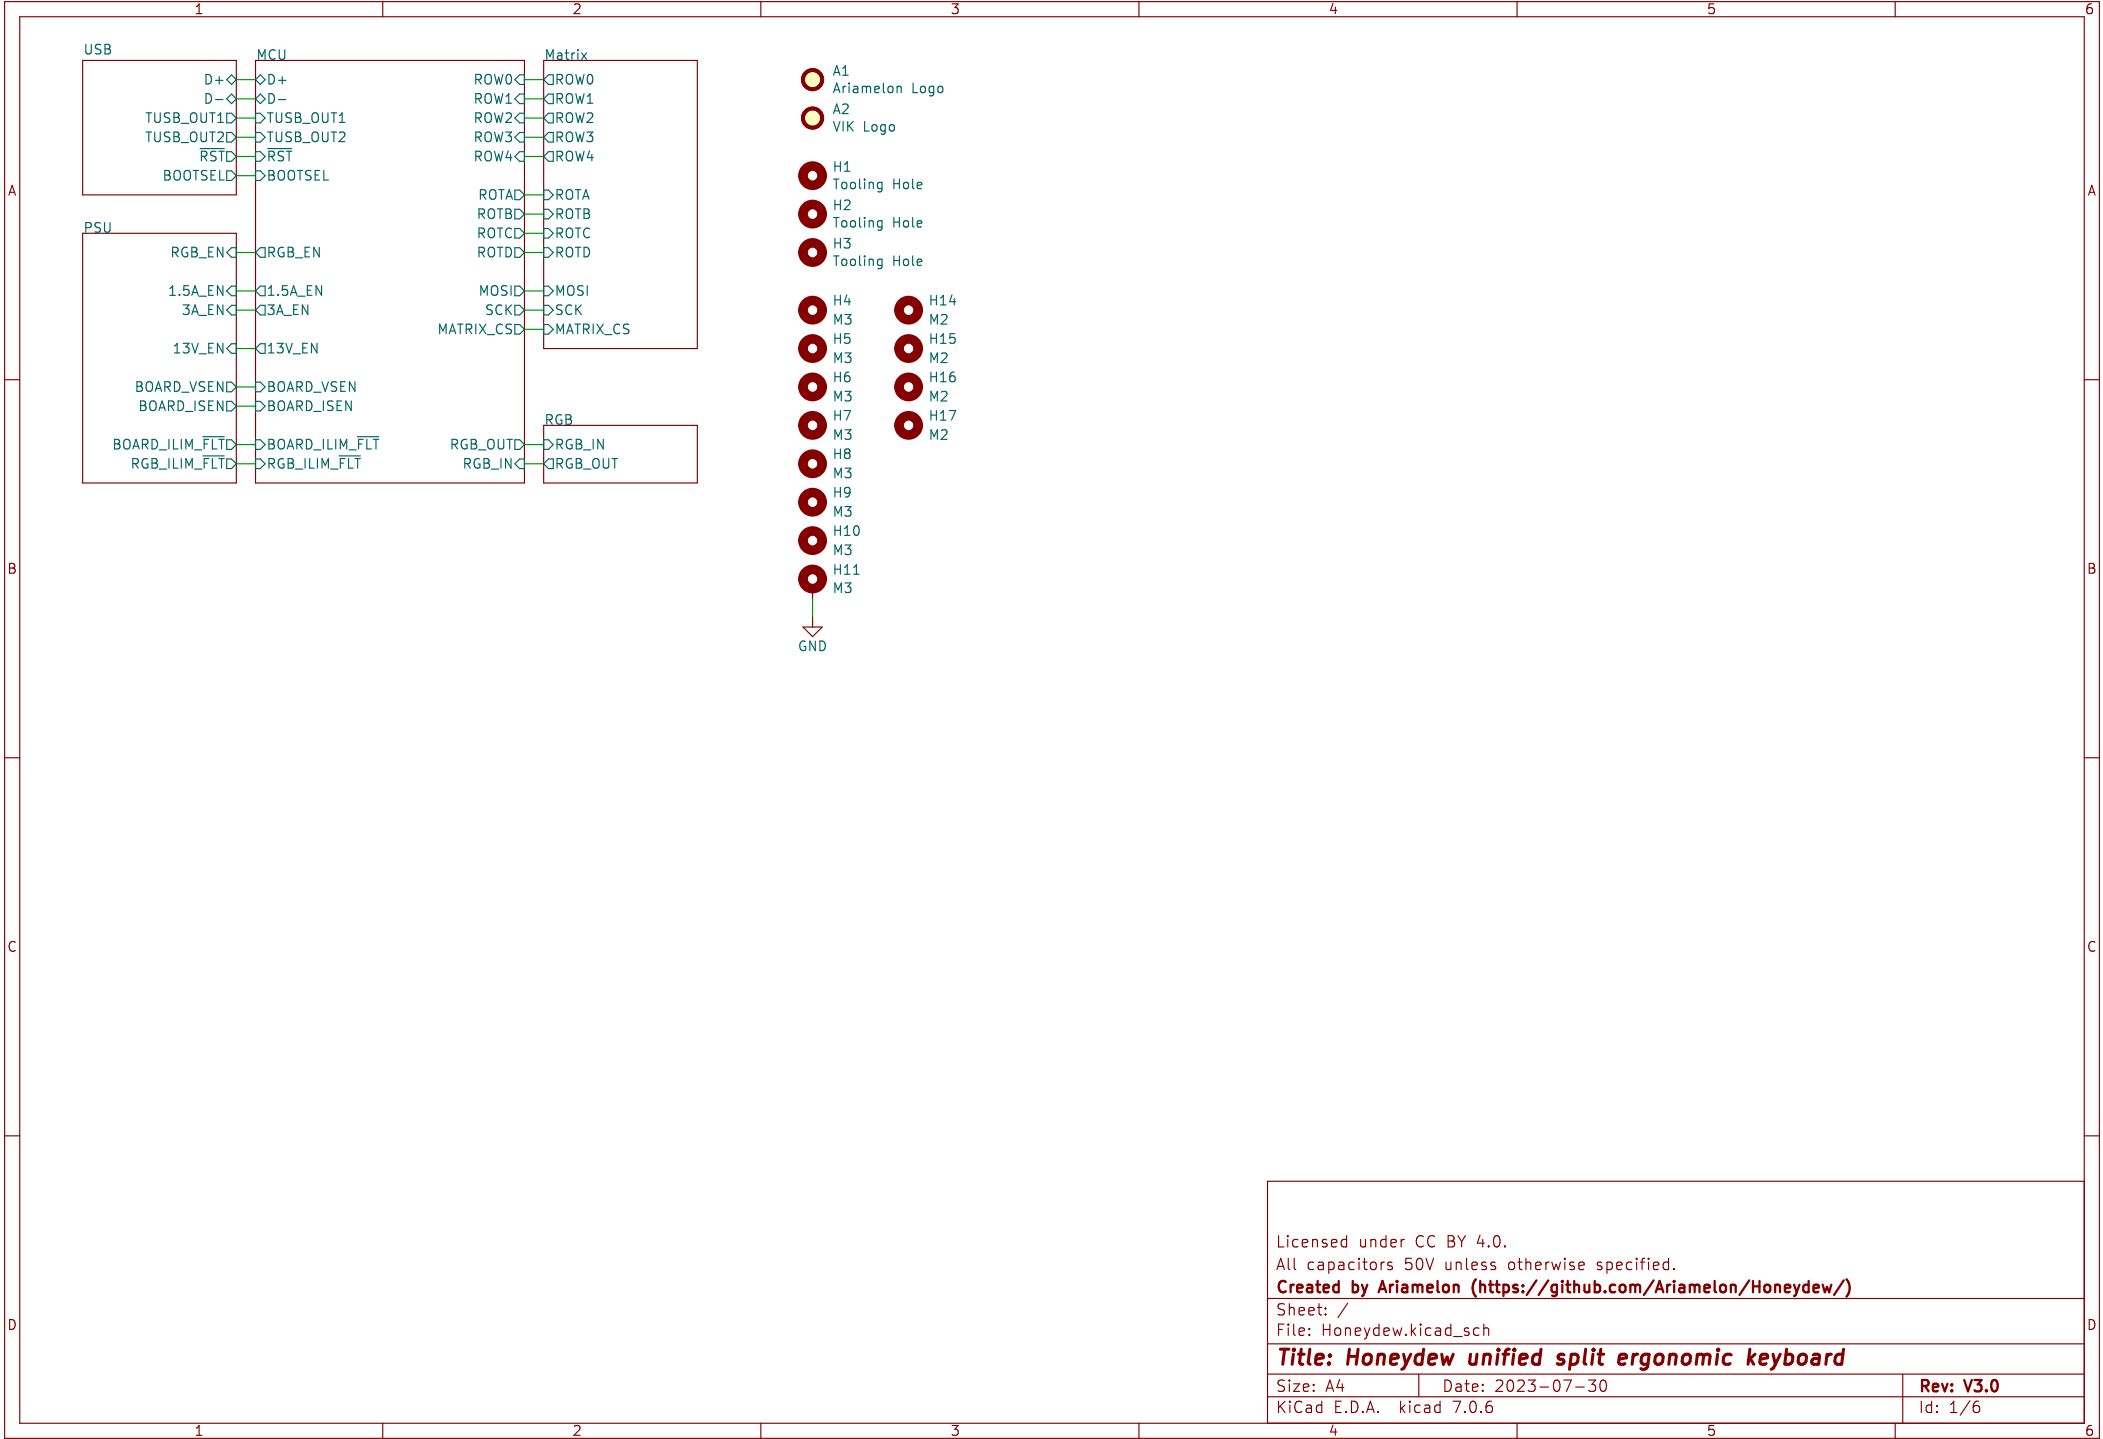 1 2 3 4 5 6
A
B
C
D
USB
D+
D-
TUSB_OUT1
TUSB_OUT2
RST
BOOTSEL
PSU
RGB_EN
1.5A_EN
3A_EN
13V_EN
BOARD_VSEN
BOARD_ISEN
BOARD_ILIM_FLT
RGB_ILIM_FLT
MCU
D+
D-
TUSB_OUT1
TUSB_OUT2
RST
BOOTSEL
RGB_EN
1.5A_EN
3A_EN
13V_EN
BOARD_VSEN
BOARD_ISEN
BOARD_ILIM_FLT
RGB_ILIM_FLT
ROW0
ROW1
ROW2
ROW3
ROW4
ROTA
ROTB
ROTC
ROTD
MOSI
SCK
MATRIX_CS
RGB_OUT
RGB_IN
Matrix
ROW0
ROW1
ROW2
ROW3
ROW4
ROTA
ROTB
ROTC
ROTD
MOSI
SCK
MATRIX_CS
RGB
RGB_IN
RGB_OUT
A1
Ariamelon Logo
A2
VIK Logo
H1
Tooling Hole
H2
Tooling Hole
H3
Tooling Hole
H4
M3
H5
M3
H6
M3
H7
M3
H8
M3
H9
M3
H10
M3
H11
M3
GND
H14
M2
H15
M2
H16
M2
H17
M2
A
B
C
D
Licensed under CC BY 4.0.
All capacitors 50V unless otherwise specified.
Created by Ariamelon (https://github.com/Ariamelon/Honeydew/)
Sheet: /
File: Honeydew.kicad_sch
Title: Honeydew unified split ergonomic keyboard
Size: A4 Date: 2023-07-30 Rev: V3.0
KiCad E.D.A. kicad 7.0.6 Id: 1/6
1 2 3 4 5 6